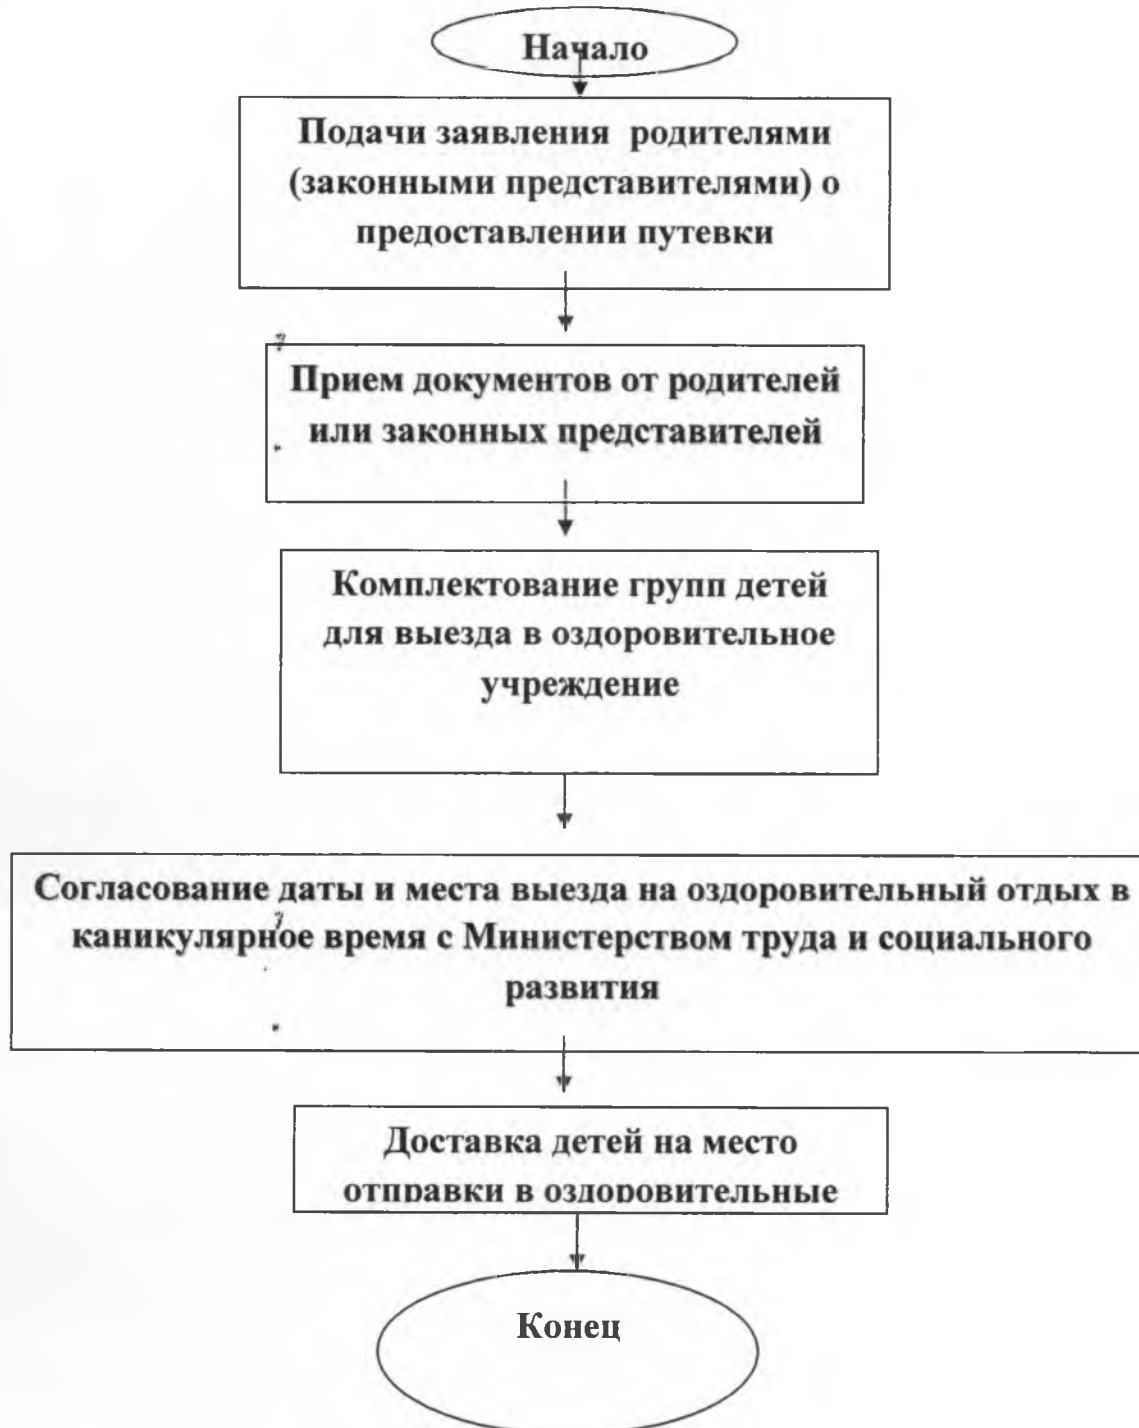 Начало
Подачи заявления родителями
(законными представителями) о
предоставлении путевки
Прием документов от родителей
или законных представителей
Комплектование групп детей
для выезда в оздоровительное
учреждение
Согласование даты и места выезда на оздоровительный отдых в
каникулярное время с Министерством труда и социального
развития
Доставка детей на место
отправки в оздоровительные
Конец